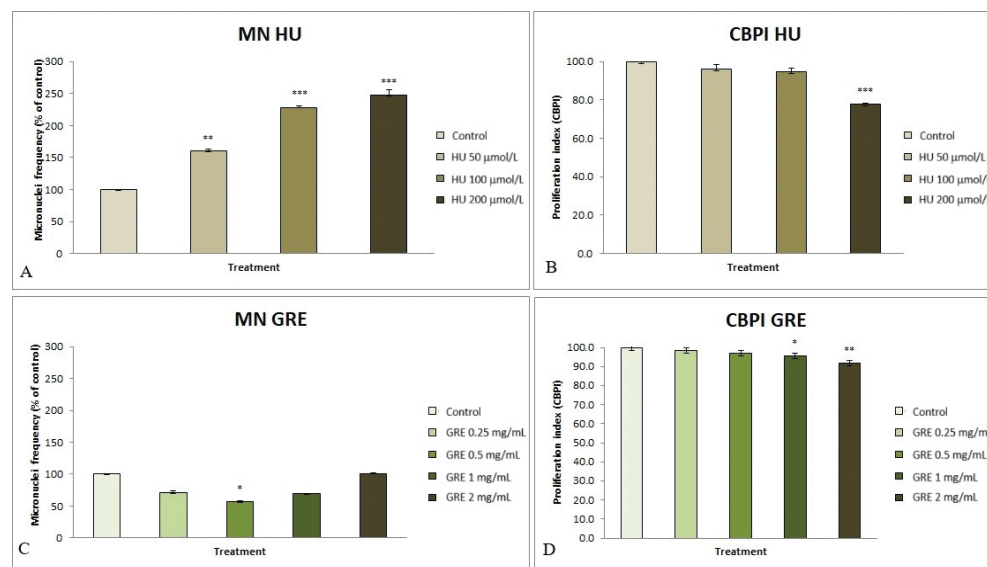 MN HU
Micronuclei frequency (% of control)
300
250
200
150
100
50
0
**
***
***
Treatment
Control
HU 50 µmol/L
HU 100 µmol/L
HU 200 µmol/L
A
CBPI HU
Proliferation index (CBPI)
100.0
80.0
60.0
40.0
20.0
0.0
***
Treatment
Control
HU 50 µmol/L
HU 100 µmol/L
HU 200 µmol/L
B
MN GRE
Micronuclei frequency (% of control)
300
250
200
150
100
50
0
*
Treatment
Control
GRE 0.25 mg/mL
GRE 0.5 mg/mL
GRE 1 mg/mL
GRE 2 mg/mL
C
CBPI GRE
Proliferation index (CBPI)
100.0
90.0
80.0
70.0
60.0
50.0
40.0
30.0
20.0
10.0
0.0
*
**
Treatment
Control
GRE 0.25 mg/mL
GRE 0.5 mg/mL
GRE 1 mg/mL
GRE 2 mg/mL
D